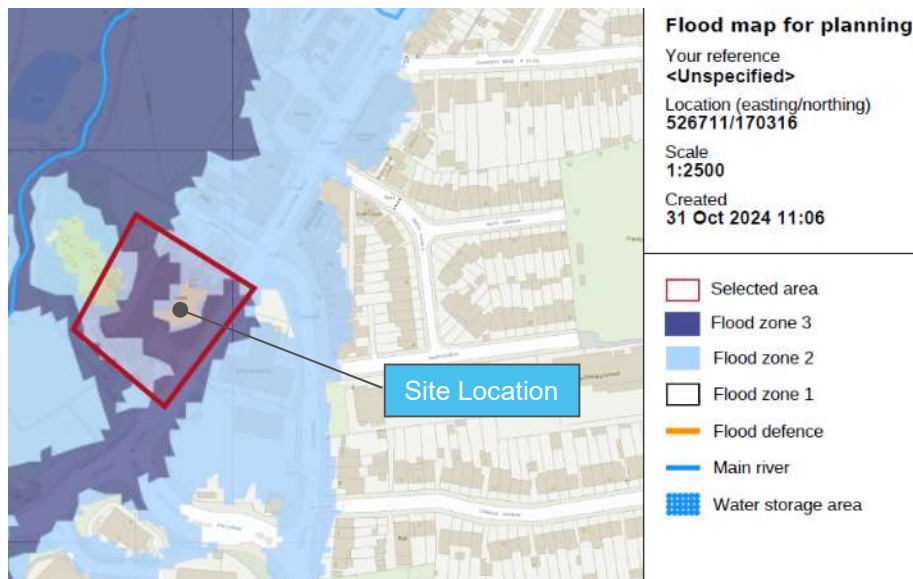 Flood map for planning
Your reference
<Unspecified>
Location (easting/northing)
526711/170316
Scale
1:2500
Created
31 Oct 2024 11:06
Selected area
Flood zone 3
Flood zone 2
Flood zone 1
Flood defence
Main river
Water storage area
Site Location